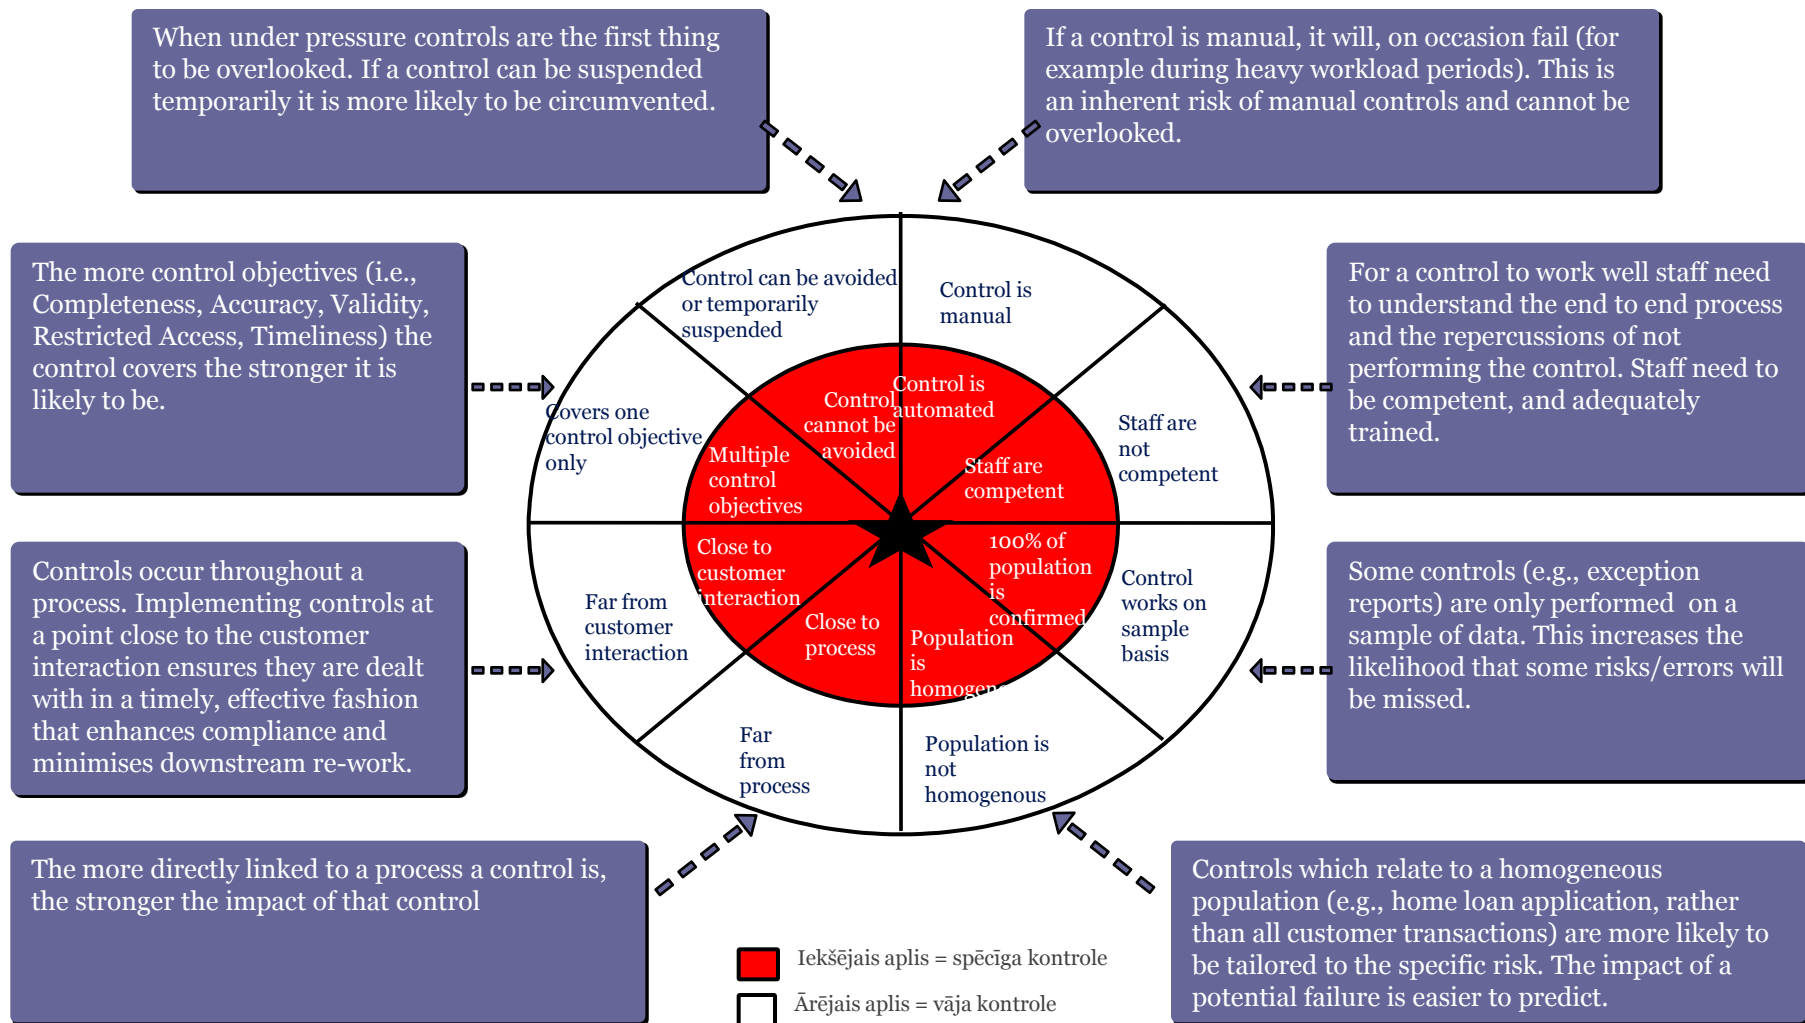 When under pressure controls are the first thing
to be overlooked. If a control can be suspended
temporarily it is more likely to be circumvented.
If a control is manual, it will, on occasion fail (for
example during heavy workload periods). This is
an inherent risk of manual controls and cannot be
overlooked.
The more control objectives (i.e.,
Completeness, Accuracy, Validity,
Restricted Access, Timeliness) the
control covers the stronger it is
likely to be.
Control can be avoided
or temporarily
suspended
Control is
manual
For a control to work well staff need
to understand the end to end process
and the repercussions of not
performing the control. Staff need to
be competent, and adequately
trained.
Covers one
control objective
only
Multiple
control
objectives
Control
cannot be
avoided
Control is
automated
Staff are
competent
Staff are
not
competent
Controls occur throughout a
process. Implementing controls at
a point close to the customer
interaction ensures they are dealt
with in a timely, effective fashion
that enhances compliance and
minimises downstream re-work.
Far from
customer
interaction
Close to
customer
interaction
Close to
process
Population
is
100% of
population
is
confirmed
Control
works on
sample
basis
Some controls (e.g., exception
reports) are only performed on a
sample of data. This increases the
likelihood that some risks/errors will
be missed.
Far
from
process
Population is
not
homogenous
The more directly linked to a process a control is,
the stronger the impact of that control
Controls which relate to a homogeneous
population (e.g., home loan application, rather
than all customer transactions) are more likely to
be tailored to the specific risk. The impact of a
potential failure is easier to predict.
Iekšējais aplis = spēcīga kontrole
Ārējais aplis = vāja kontrole